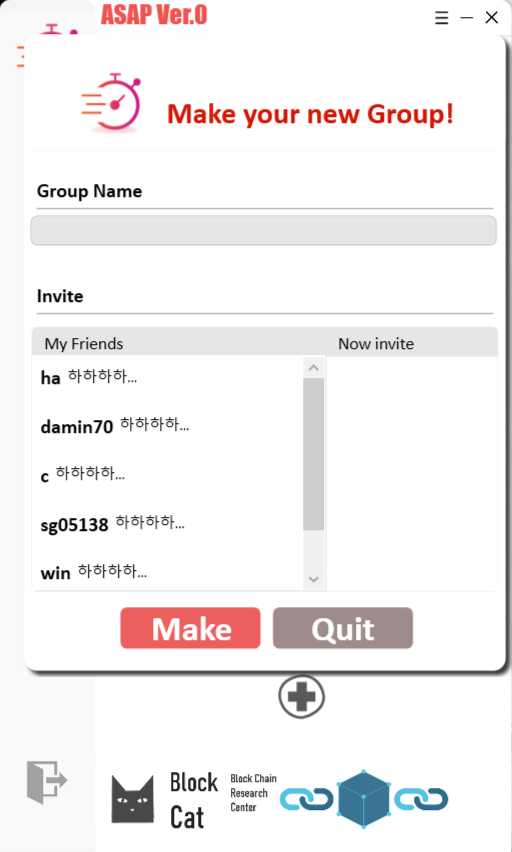 ASAP Ver.0
Make your new Group!
Group Name
Invite
My Friends Now invite
ha 하하하하...
damin70 하하하하...
c 하하하하...
sg05138 하하하하...
win 하하하하...
Make Quit
Block Cat
Block Chain Research Center